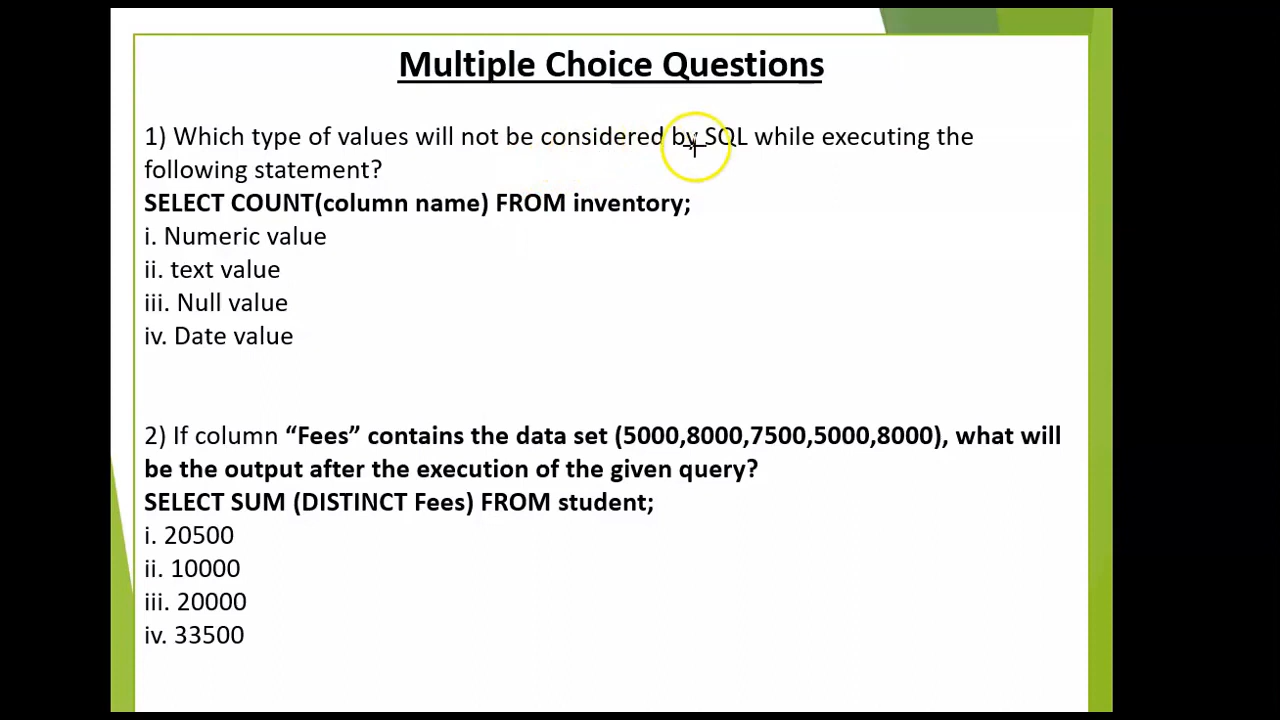 Multiple Choice Questions
1) Which type of values will not be considered by SQL while executing the
following statement?
SELECT COUNT(column name) FROM inventory;
i. Numeric value
ii. text value
iii. Null value
iv. Date value
2) If column “Fees” contains the data set (5000,8000,7500,5000,8000), what will
be the output after the execution of the given query?
SELECT SUM (DISTINCT Fees) FROM student;
i. 20500
ii. 10000
iii. 20000
iv. 33500